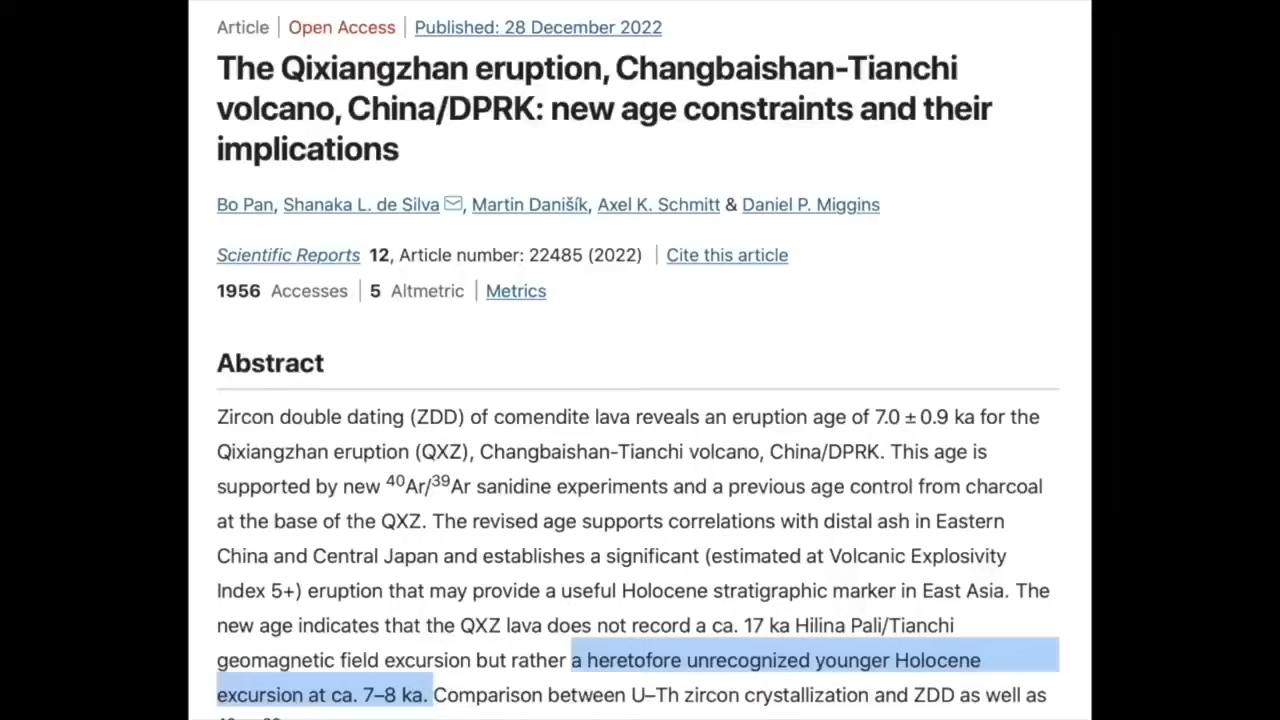 Article | Open Access | Published: 28 December 2022
The Qixiangzhan eruption, Changbaishan-Tianchi
volcano, China/DPRK: new age constraints and their
implications
Bo Pan, Shanaka L. de Silva, Martin Danišík, Axel K. Schmitt & Daniel P. Miggins
Scientific Reports 12, Article number: 22485 (2022) | Cite this article
1956 Accesses | 5 Altmetric | Metrics
Abstract
Zircon double dating (ZDD) of comendite lava reveals an eruption age of 7.0 ± 0.9 ka for the
Qixiangzhan eruption (QXZ), Changbaishan-Tianchi volcano, China/DPRK. This age is
supported by new ⁴⁰Ar/³⁹Ar sanidine experiments and a previous age control from charcoal
at the base of the QXZ. The revised age supports correlations with distal ash in Eastern
China and Central Japan and establishes a significant (estimated at Volcanic Explosivity
Index 5+) eruption that may provide a useful Holocene stratigraphic marker in East Asia. The
new age indicates that the QXZ lava does not record a ca. 17 ka Hilina Pali/Tianchi
geomagnetic field excursion but rather a heretofore unrecognized younger Holocene
excursion at ca. 7–8 ka. Comparison between U–Th zircon crystallization and ZDD as well as